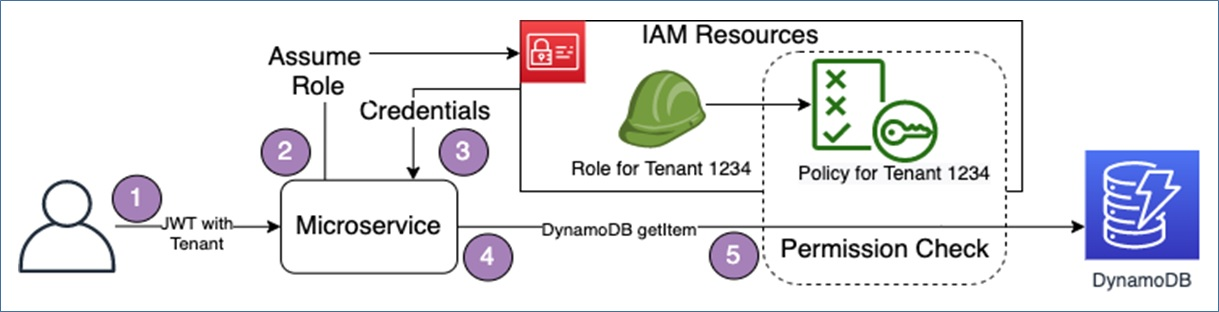 IAM Resources
Assume
Role
Credentials
2
3
Role for Tenant 1234
Policy for Tenant 1234
1
JWT with
Tenant
Microservice
DynamoDB getItem
4
5
Permission Check
DynamoDB